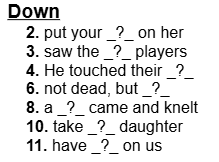 Down
2. put your _?_ on her
3. saw the _?_ players
4. He touched their _?_
6. not dead, but _?_
8. a _?_ came and knelt
10. take _?_ daughter
11. have _?_ on us